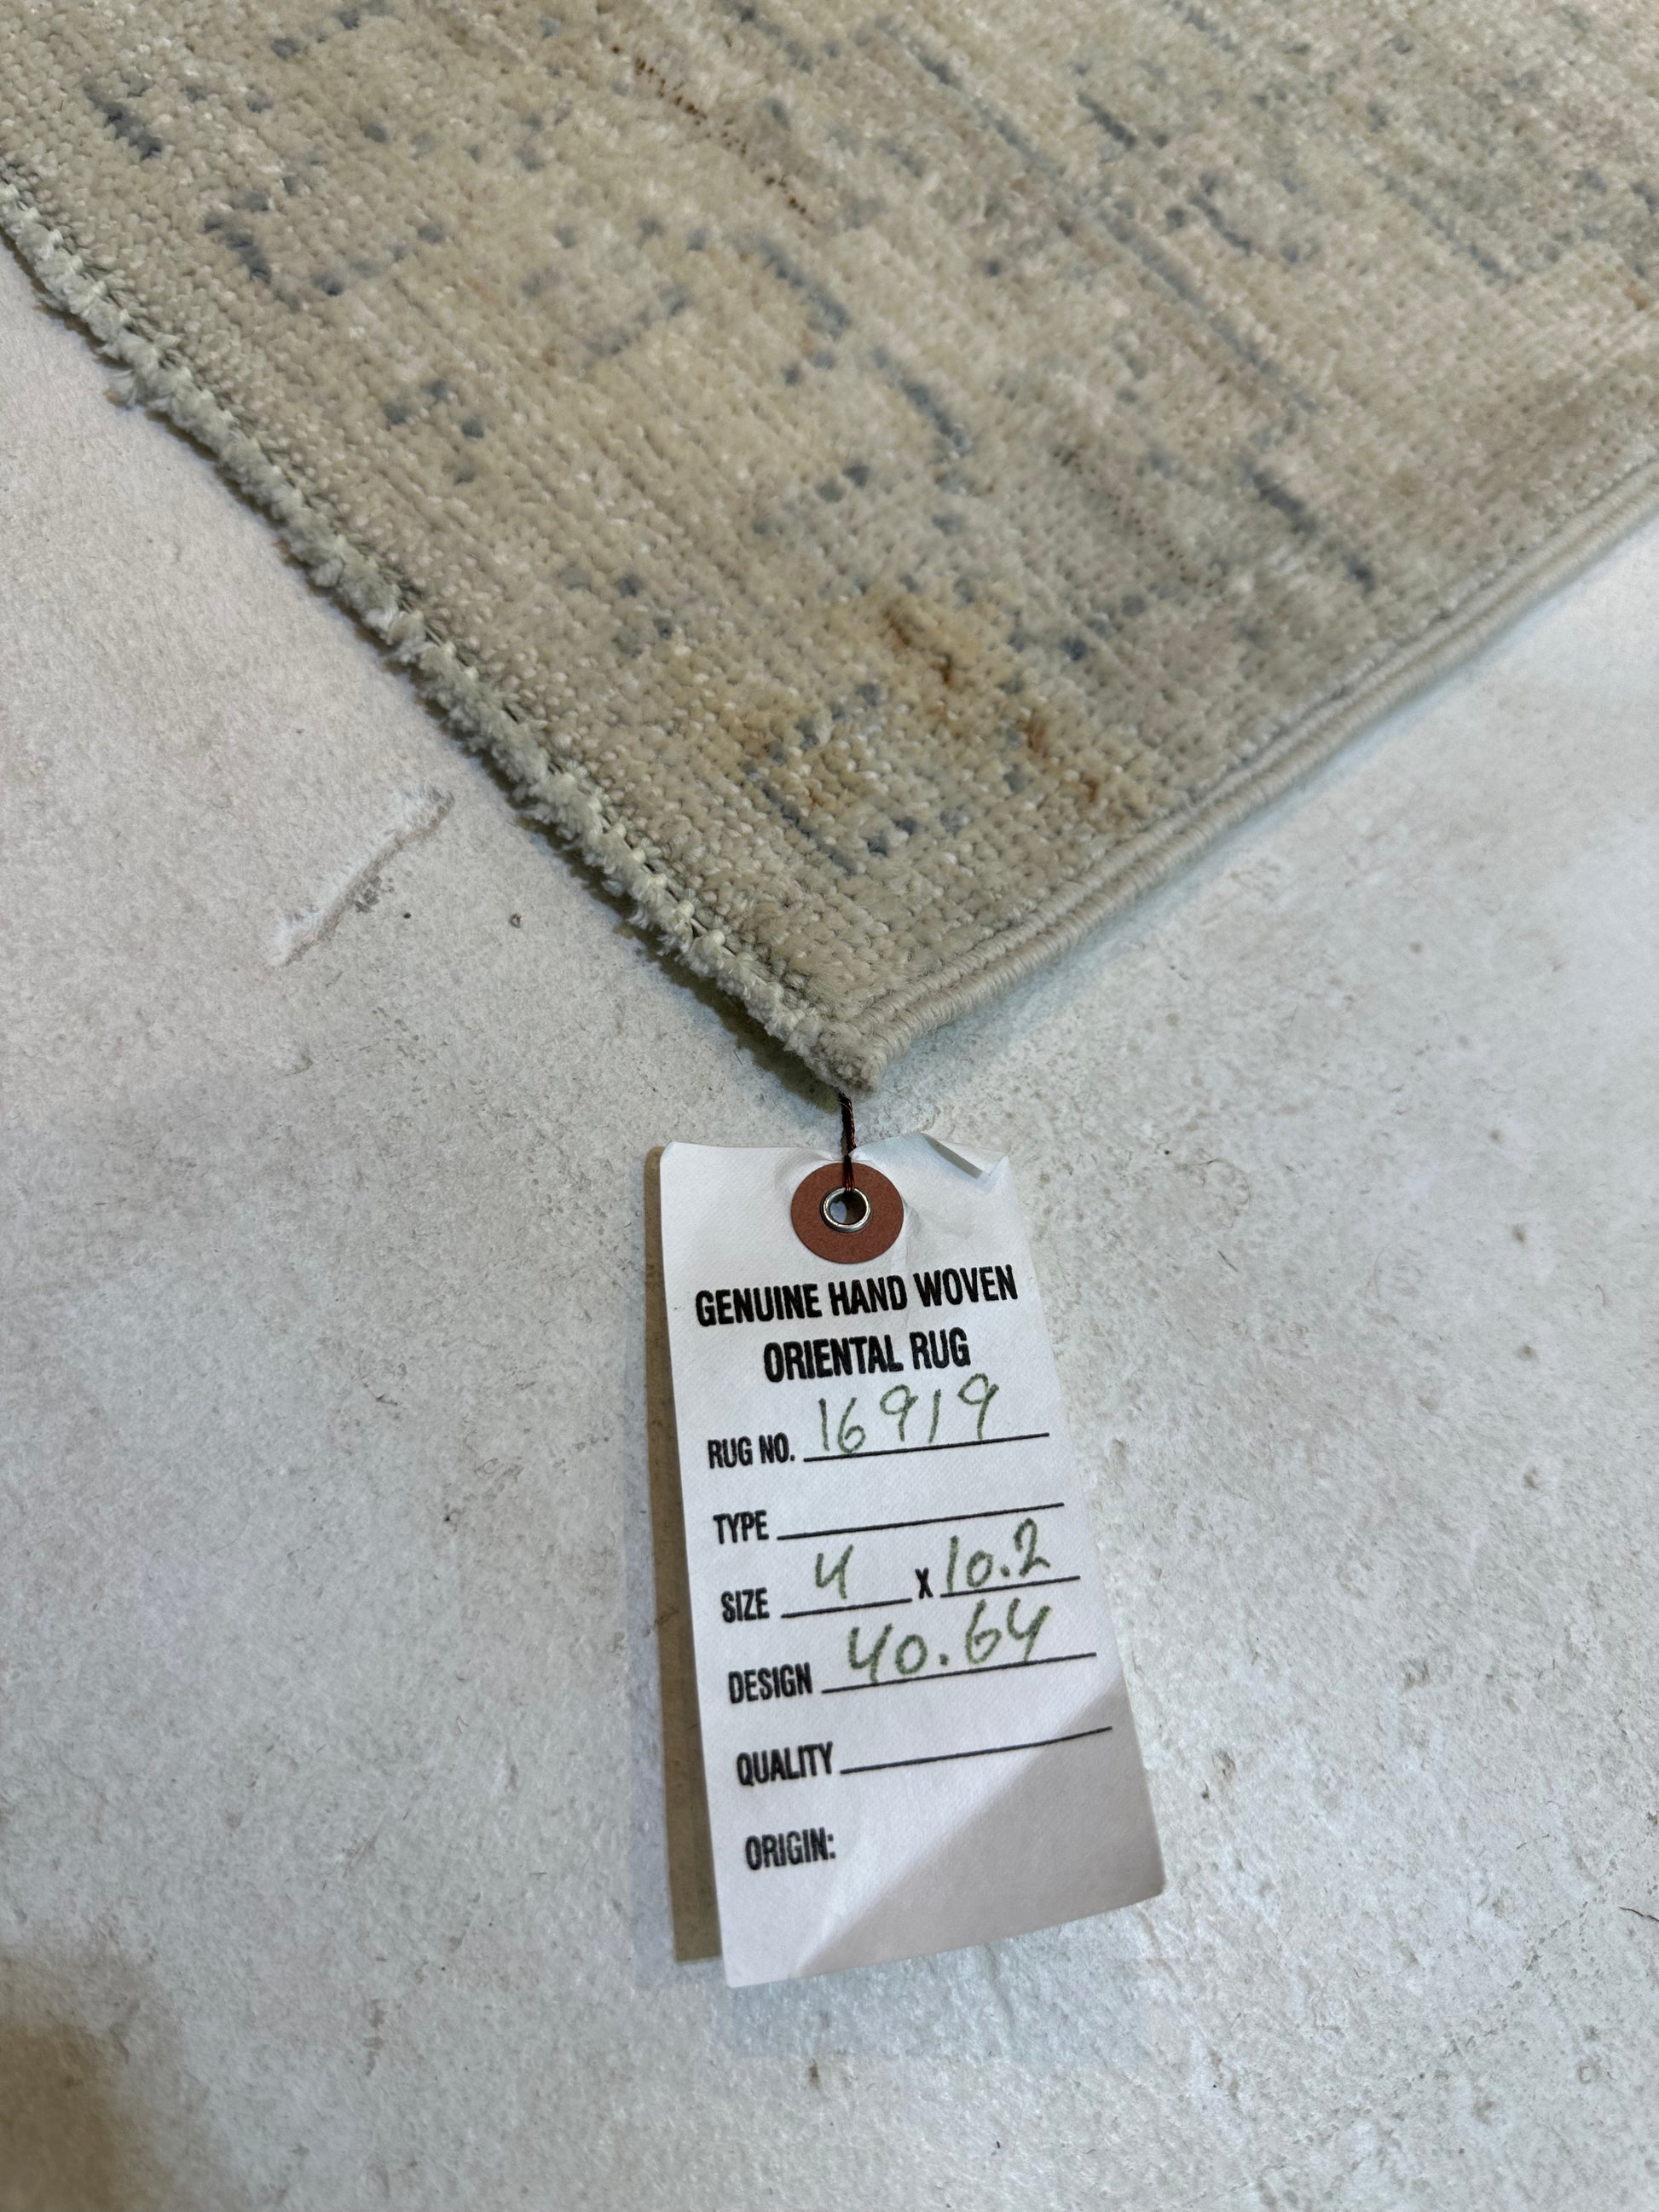 GENUINE HAND WOVEN
ORIENTAL RUG
RUG NO. 16919
TYPE
SIZE 4 X 10.2
DESIGN 40.64
QUALITY
ORIGIN: